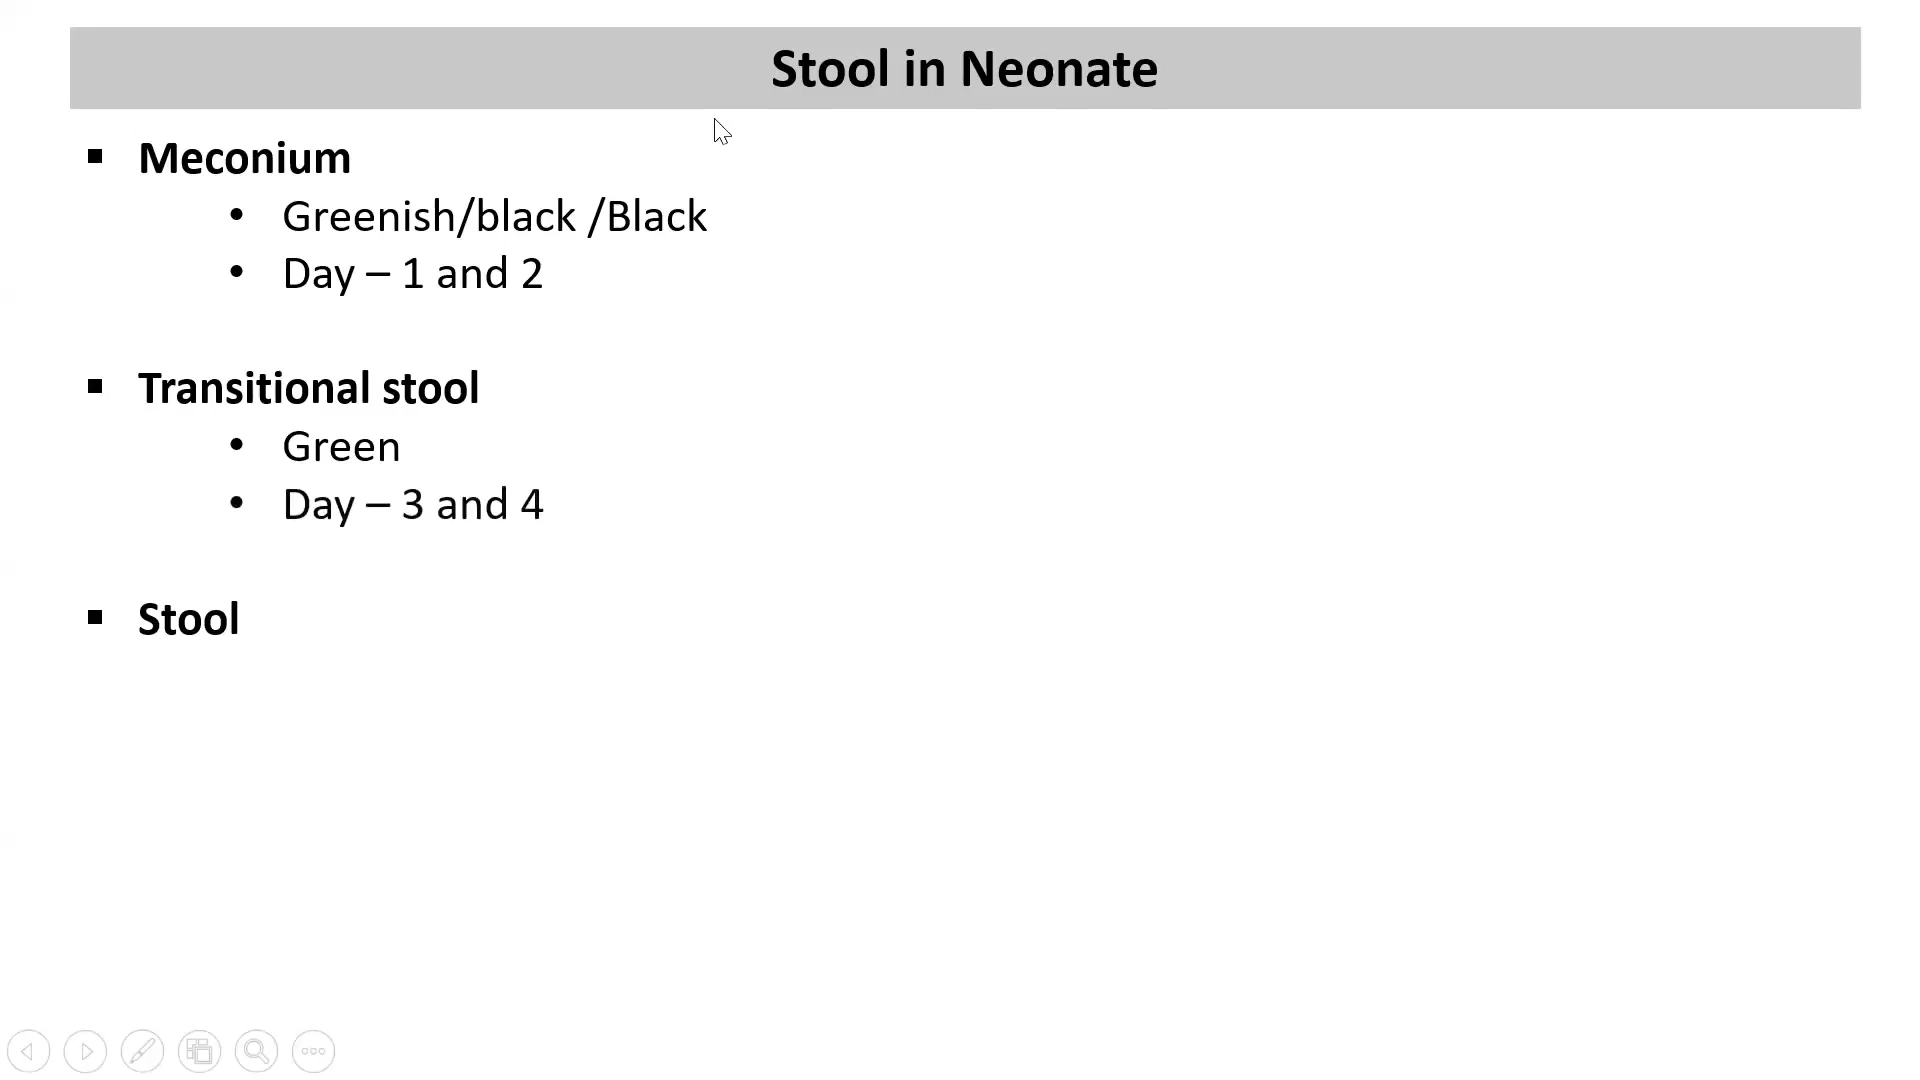 Stool in Neonate
▪ Meconium
• Greenish/black /Black
• Day – 1 and 2
▪ Transitional stool
• Green
• Day – 3 and 4
▪ Stool